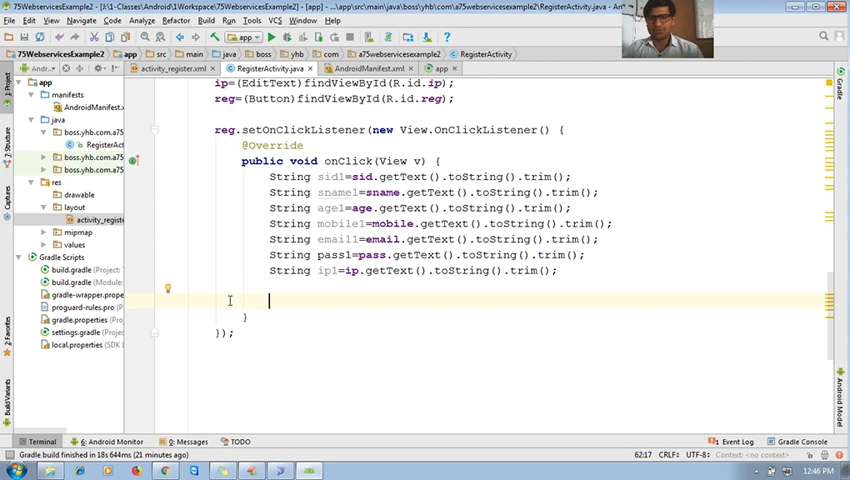 75WebservicesExample2 - [J:\1-Classes\Android\1Workspace\75WebservicesExample2] - [app] - ...\app\src\main\java\boss\yhb\com\a75webservicesexample2\RegisterActivity.java - An
File Edit View Navigate Code Analyze Refactor Build Run Tools VCS Window Help
app
75WebservicesExample2 app src main java boss yhb com a75webservicesexample2 RegisterActivity
Andr... activity_register.xml RegisterActivity.java AndroidManifest.xml app
1: Project
7: Structure
Captures
2: Favorites
Build Variants
app
manifests
AndroidManifest.x
java
boss.yhb.com.a75
RegisterAc
boss.yhb.com.a75
boss.yhb.com.a75
res
drawable
layout
activity_registe
mipmap
values
Gradle Scripts
build.gradle (Project:
build.gradle (Module:
gradle-wrapper.prope
proguard-rules.pro (P
gradle.properties (Pro
settings.gradle (Projec
local.properties (SDK L
ip=(EditText)findViewById(R.id.ip);
reg=(Button)findViewById(R.id.reg);
reg.setOnClickListener(new View.OnClickListener() {
@Override
public void onClick(View v) {
String sid1=sid.getText().toString().trim();
String sname1=sname.getText().toString().trim();
String age1=age.getText().toString().trim();
String mobile1=mobile.getText().toString().trim();
String email1=email.getText().toString().trim();
String pass1=pass.getText().toString().trim();
String ip1=ip.getText().toString().trim();
}
});
Gradle
Android Model
Terminal 6: Android Monitor 0: Messages TODO 1 Event Log Gradle Console
Gradle build finished in 18s 644ms (21 minutes ago) 62:17 CRLF÷ UTF-8÷ Context: <no context>
12:46 PM